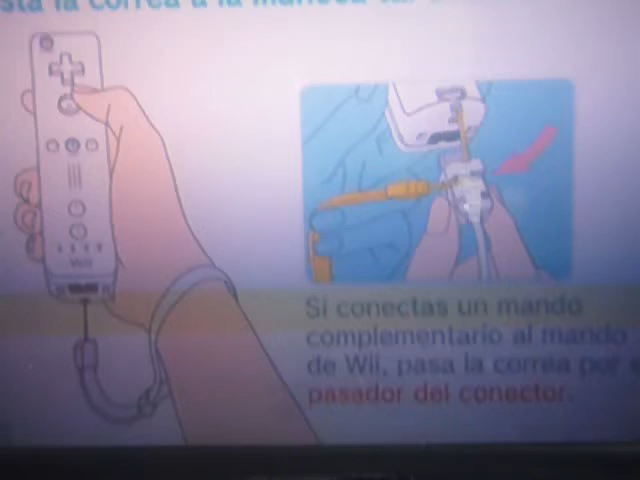 sta la correa a la muñeca
Wii
Si conectas un mando
complementario al mando
de Wii, pasa la correa por
pasador del conector.